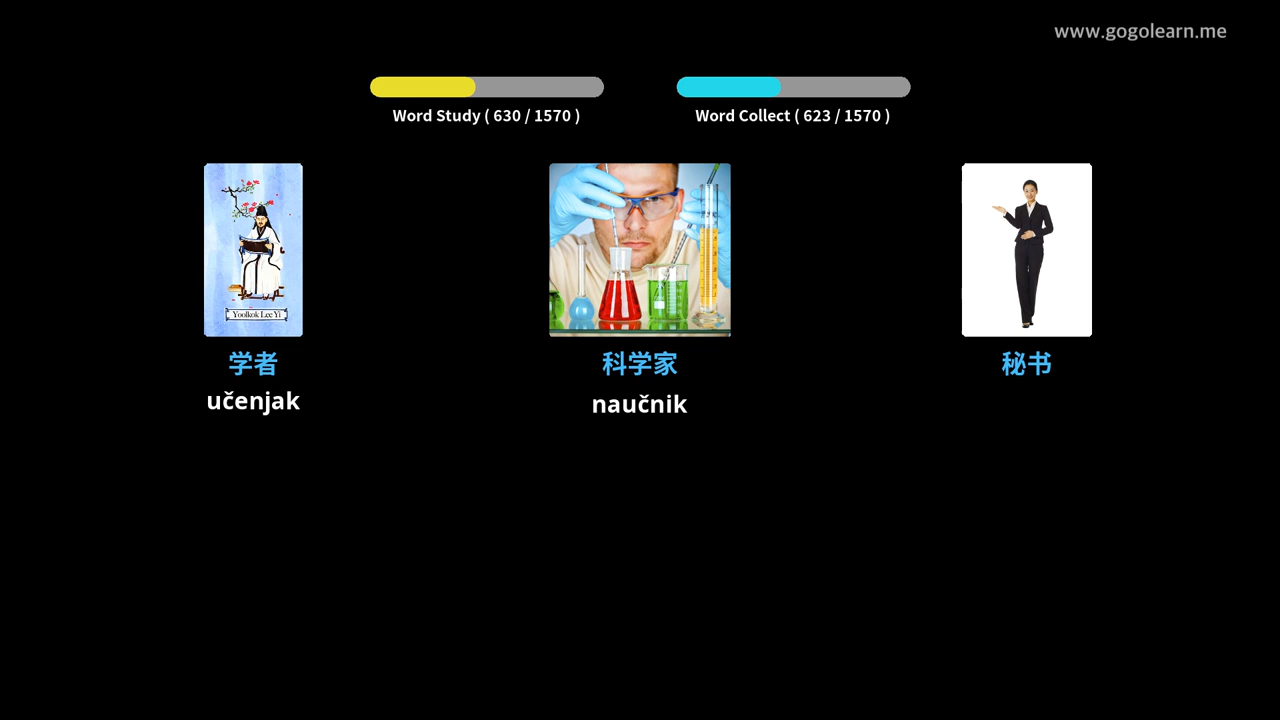 www.gogolearn.me
Word Study ( 630 / 1570 )
Word Collect ( 623 / 1570 )
Yoolkok Lee Yi
学者
科学家
秘书
učenjak
naučnik